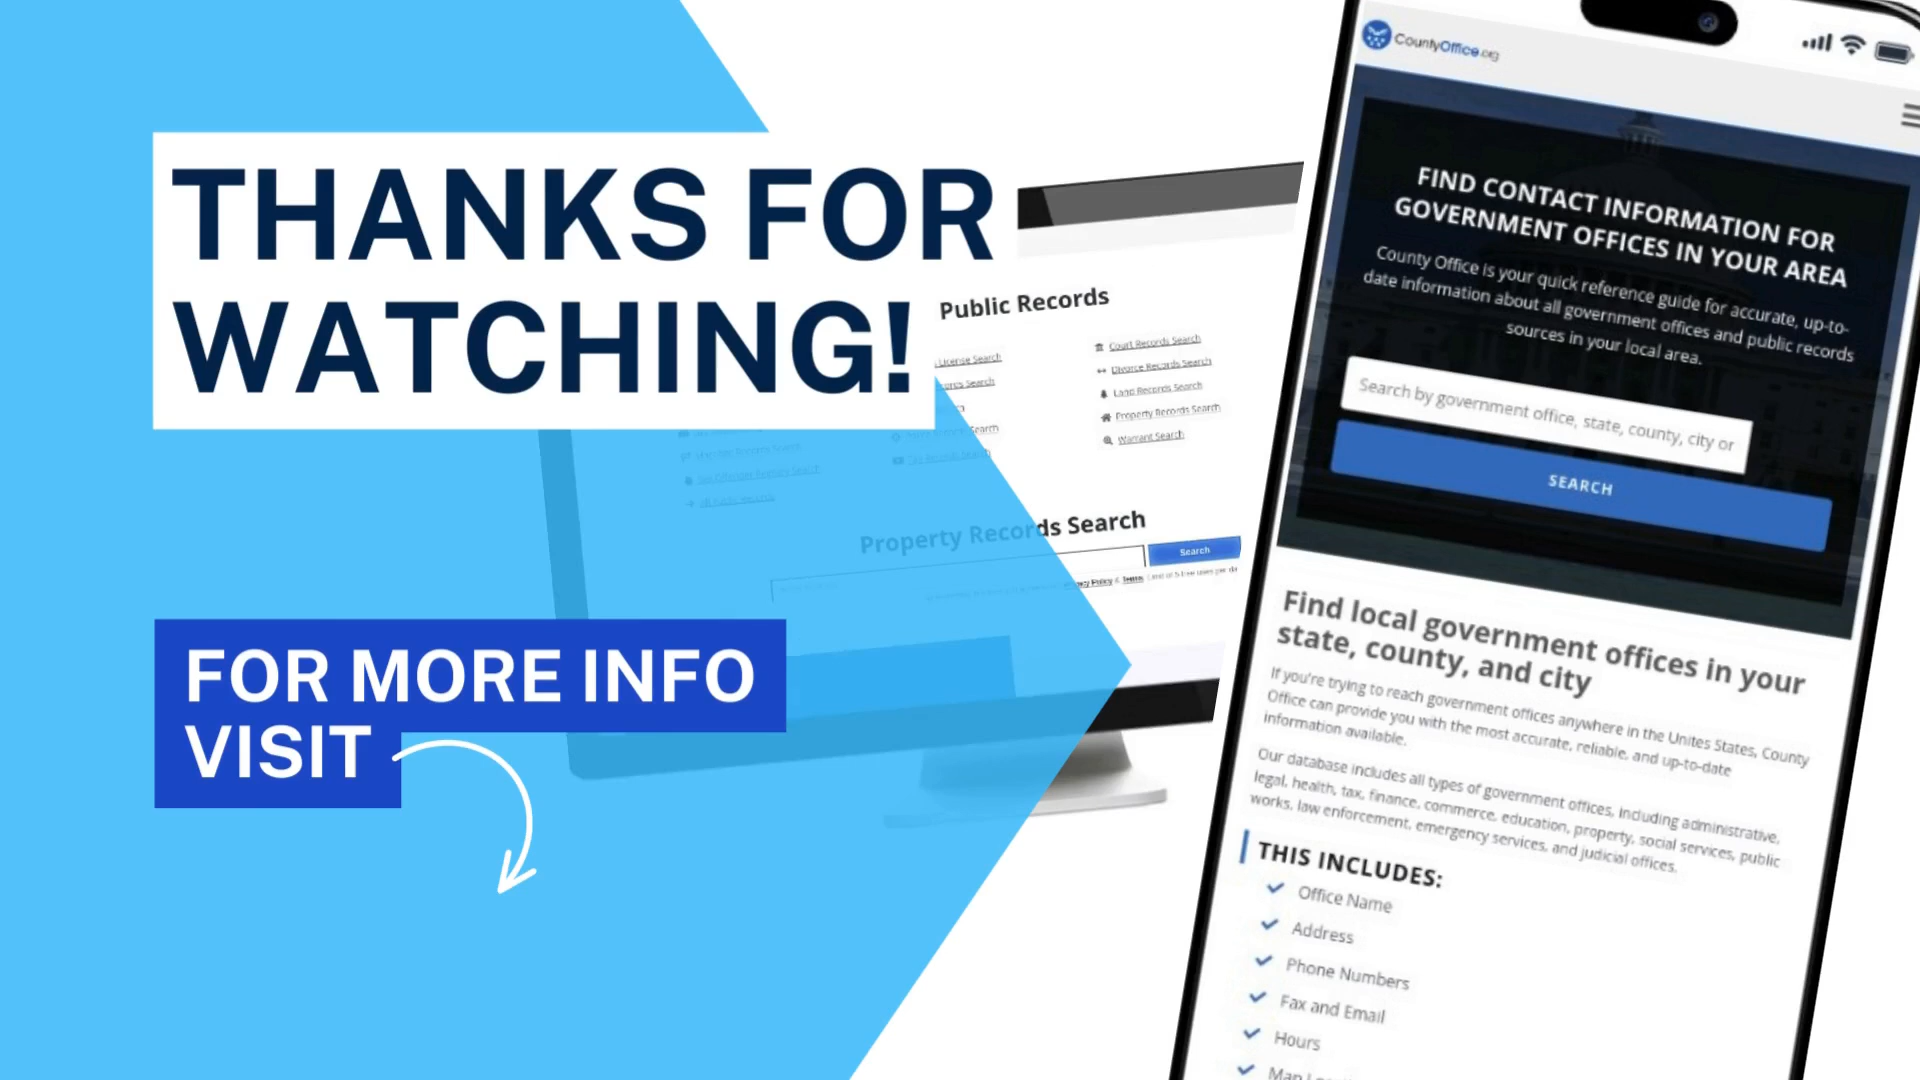 THANKS FOR
WATCHING!
FOR MORE INFO
VISIT
Public Records
License Search
Search
Search
Court Records Search
Divorce Records Search
Land Records Search
Property Records Search
Warrant Search
Property Records Search
Search
Privacy Policy & Terms
CountyOffice.org
FIND CONTACT INFORMATION FOR
GOVERNMENT OFFICES IN YOUR AREA
County Office is your quick reference guide for accurate, up-to-
date information about all government offices and public records
sources in your local area.
Search by government office, state, county, city or
SEARCH
Find local government offices in your
state, county, and city
If you're trying to reach government offices anywhere in the Unites States, County
Office can provide you with the most accurate, reliable, and up-to-date
information available.
Our database includes all types of government offices, including administrative,
legal, health, tax, finance, commerce, education, property, social services, public
works, law enforcement, emergency services, and judicial offices.
THIS INCLUDES:
Office Name
Address
Phone Numbers
Fax and Email
Hours